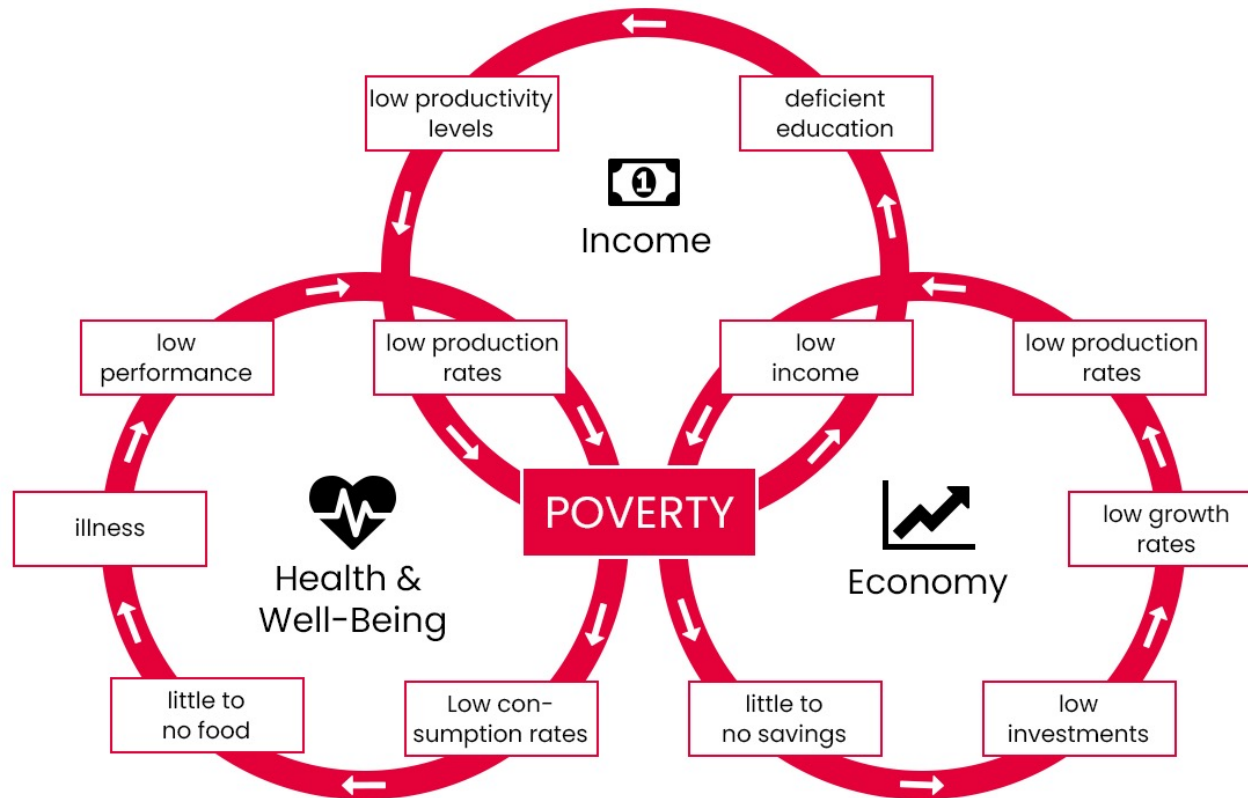 low productivity
levels
deficient
education
1
Income
low
performance
low production
rates
low
income
low production
rates
illness
POVERTY
low growth
rates
Health &
Well-Being
Economy
little to
no food
Low con-
sumption rates
little to
no savings
low
investments